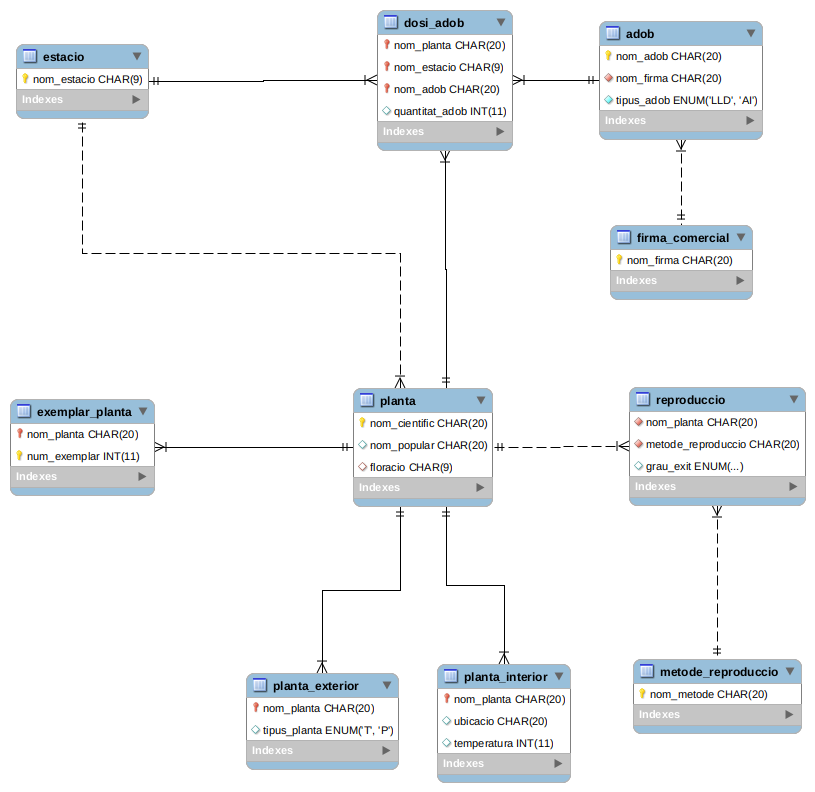 estacio
nom_estacio CHAR(9)
Indexes
dosi_adob
nom_planta CHAR(20)
nom_estacio CHAR(9)
nom_adob CHAR(20)
quantitat_adob INT(11)
Indexes
adob
nom_adob CHAR(20)
nom_firma CHAR(20)
tipus_adob ENUM('LLD', 'AI')
Indexes
firma_comercial
nom_firma CHAR(20)
Indexes
exemplar_planta
nom_planta CHAR(20)
num_exemplar INT(11)
Indexes
planta
nom_cientific CHAR(20)
nom_popular CHAR(20)
floracio CHAR(9)
Indexes
reproduccio
nom_planta CHAR(20)
metode_reproduccio CHAR(20)
grau_exit ENUM(...)
Indexes
planta_exterior
nom_planta CHAR(20)
tipus_planta ENUM('T', 'P')
Indexes
planta_interior
nom_planta CHAR(20)
ubicacio CHAR(20)
temperatura INT(11)
Indexes
metode_reproduccio
nom_metode CHAR(20)
Indexes